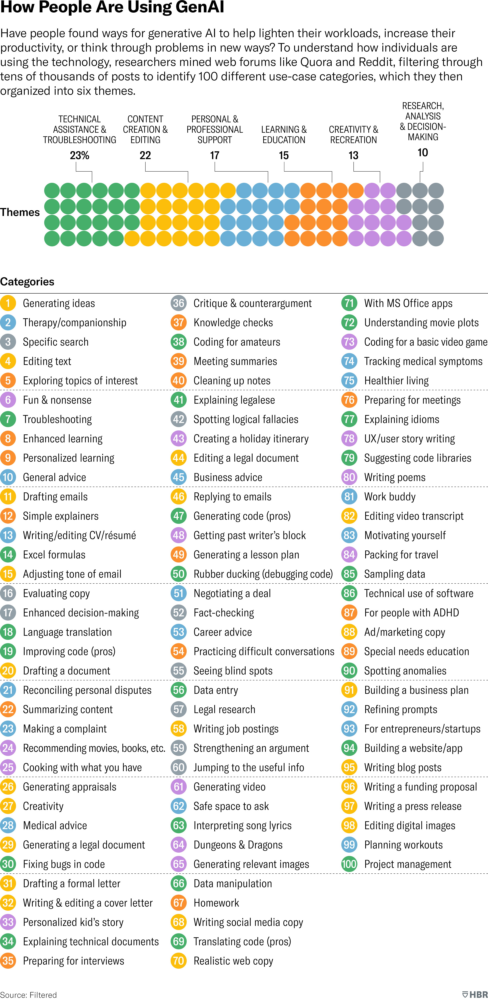 How People Are Using GenAI
Have people found ways for generative AI to help lighten their workloads, increase their
productivity, or think through problems in new ways? To understand how individuals are
using the technology, researchers mined web forums like Quora and Reddit, filtering through
tens of thousands of posts to identify 100 different use-case categories, which they then
organized into six themes.
TECHNICAL
ASSISTANCE &
TROUBLESHOOTING
23%
CONTENT
CREATION &
EDITING
22
PERSONAL &
PROFESSIONAL
SUPPORT
17
LEARNING &
EDUCATION
15
CREATIVITY &
RECREATION
13
RESEARCH,
ANALYSIS
& DECISION-
MAKING
10
Themes
Categories
1 Generating ideas
2 Therapy/companionship
3 Specific search
4 Editing text
5 Exploring topics of interest
6 Fun & nonsense
7 Troubleshooting
8 Enhanced learning
9 Personalized learning
10 General advice
11 Drafting emails
12 Simple explainers
13 Writing/editing CV/résumé
14 Excel formulas
15 Adjusting tone of email
16 Evaluating copy
17 Enhanced decision-making
18 Language translation
19 Improving code (pros)
20 Drafting a document
21 Reconciling personal disputes
22 Summarizing content
23 Making a complaint
24 Recommending movies, books, etc.
25 Cooking with what you have
26 Generating appraisals
27 Creativity
28 Medical advice
29 Generating a legal document
30 Fixing bugs in code
31 Drafting a formal letter
32 Writing & editing a cover letter
33 Personalized kid's story
34 Explaining technical documents
35 Preparing for interviews
36 Critique & counterargument
37 Knowledge checks
38 Coding for amateurs
39 Meeting summaries
40 Cleaning up notes
41 Explaining legalese
42 Spotting logical fallacies
43 Creating a holiday itinerary
44 Editing a legal document
45 Business advice
46 Replying to emails
47 Generating code (pros)
48 Getting past writer's block
49 Generating a lesson plan
50 Rubber ducking (debugging code)
51 Negotiating a deal
52 Fact-checking
53 Career advice
54 Practicing difficult conversations
55 Seeing blind spots
56 Data entry
57 Legal research
58 Writing job postings
59 Strengthening an argument
60 Jumping to the useful info
61 Generating video
62 Safe space to ask
63 Interpreting song lyrics
64 Dungeons & Dragons
65 Generating relevant images
66 Data manipulation
67 Homework
68 Writing social media copy
69 Translating code (pros)
70 Realistic web copy
71 With MS Office apps
72 Understanding movie plots
73 Coding for a basic video game
74 Tracking medical symptoms
75 Healthier living
76 Preparing for meetings
77 Explaining idioms
78 UX/user story writing
79 Suggesting code libraries
80 Writing poems
81 Work buddy
82 Editing video transcript
83 Motivating yourself
84 Packing for travel
85 Sampling data
86 Technical use of software
87 For people with ADHD
88 Ad/marketing copy
89 Special needs education
90 Spotting anomalies
91 Building a business plan
92 Refining prompts
93 For entrepreneurs/startups
94 Building a website/app
95 Writing blog posts
96 Writing a funding proposal
97 Writing a press release
98 Editing digital images
99 Planning workouts
100 Project management
Source: Filtered
HBR